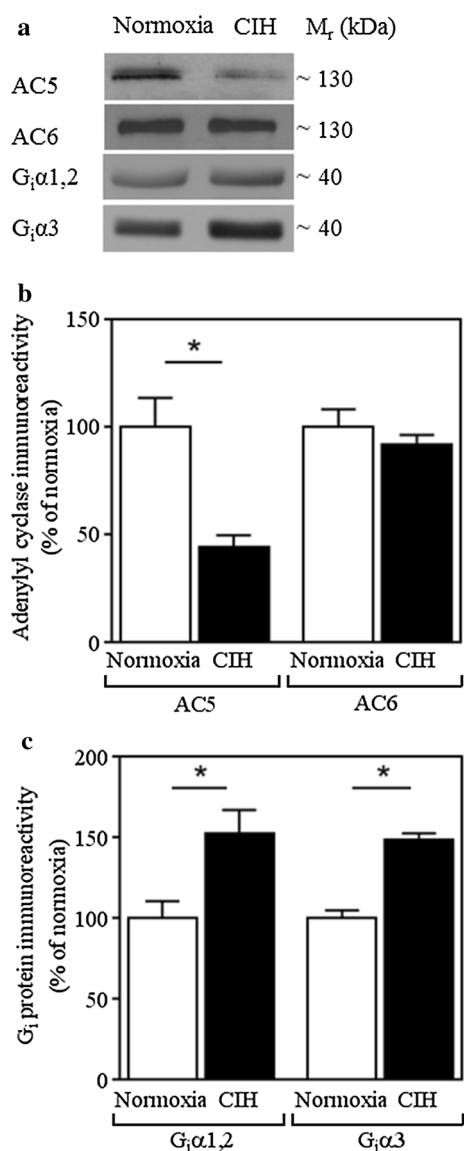 a
Normoxia CIH Mr (kDa)
AC5 ~ 130
AC6 ~ 130
Giα1,2 ~ 40
Giα3 ~ 40
b
Adenylyl cyclase immunoreactivity
(% of normoxia)
150
*
100
50
0
Normoxia CIH Normoxia CIH
AC5 AC6
c
Gi protein immunoreactivity
(% of normoxia)
200
* *
150
100
50
0
Normoxia CIH Normoxia CIH
Giα1,2 Giα3